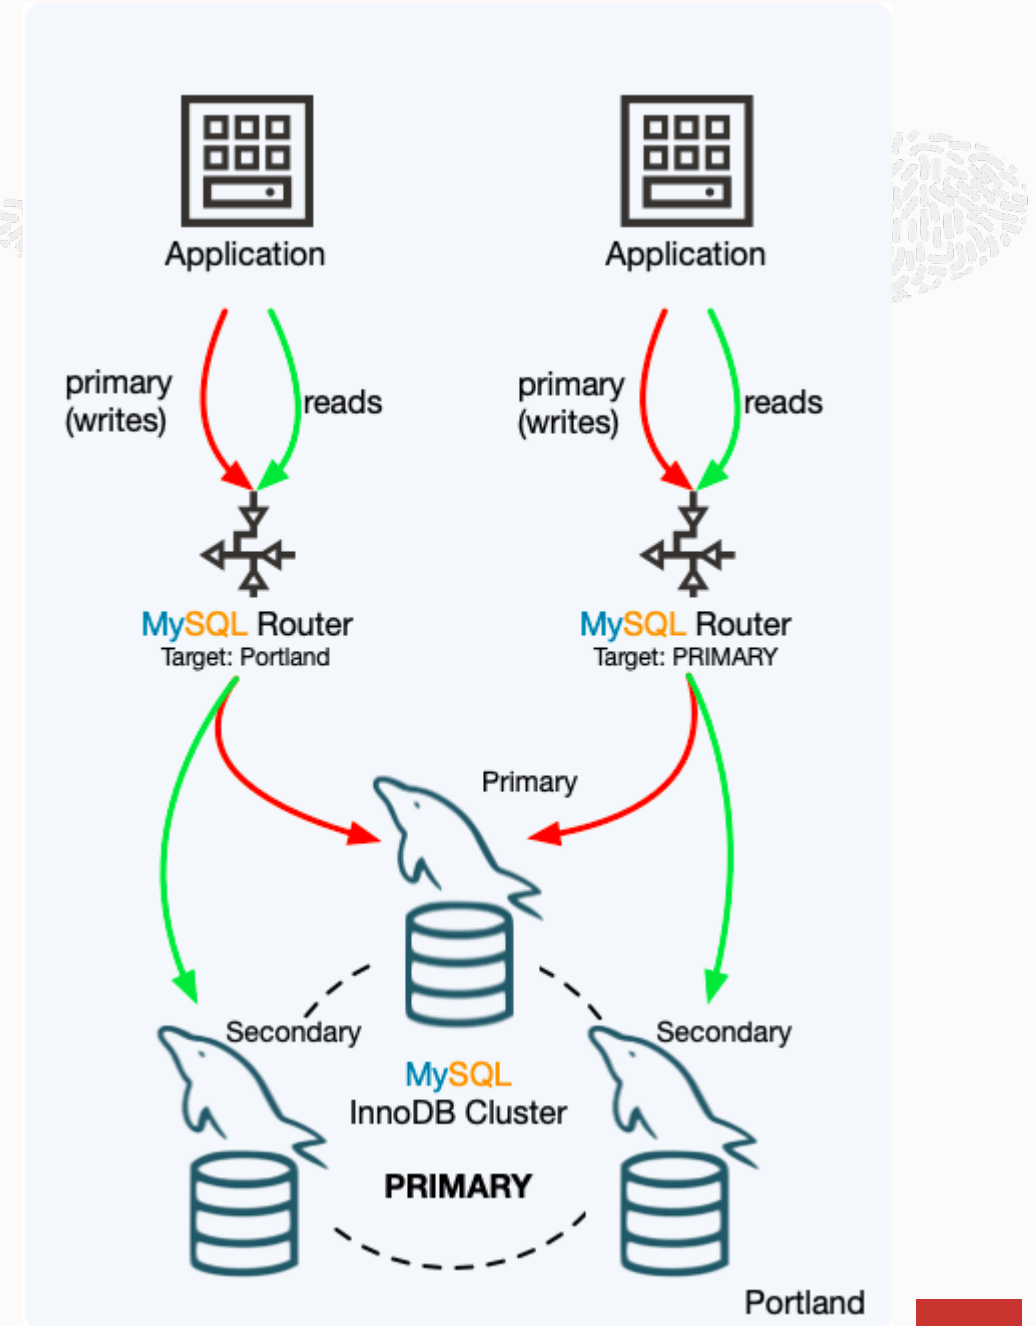 Application
Application
primary
(writes)
reads
primary
(writes)
reads
MySQL Router
Target: Portland
MySQL Router
Target: PRIMARY
Primary
Secondary
Secondary
MySQL
InnoDB Cluster
PRIMARY
Portland